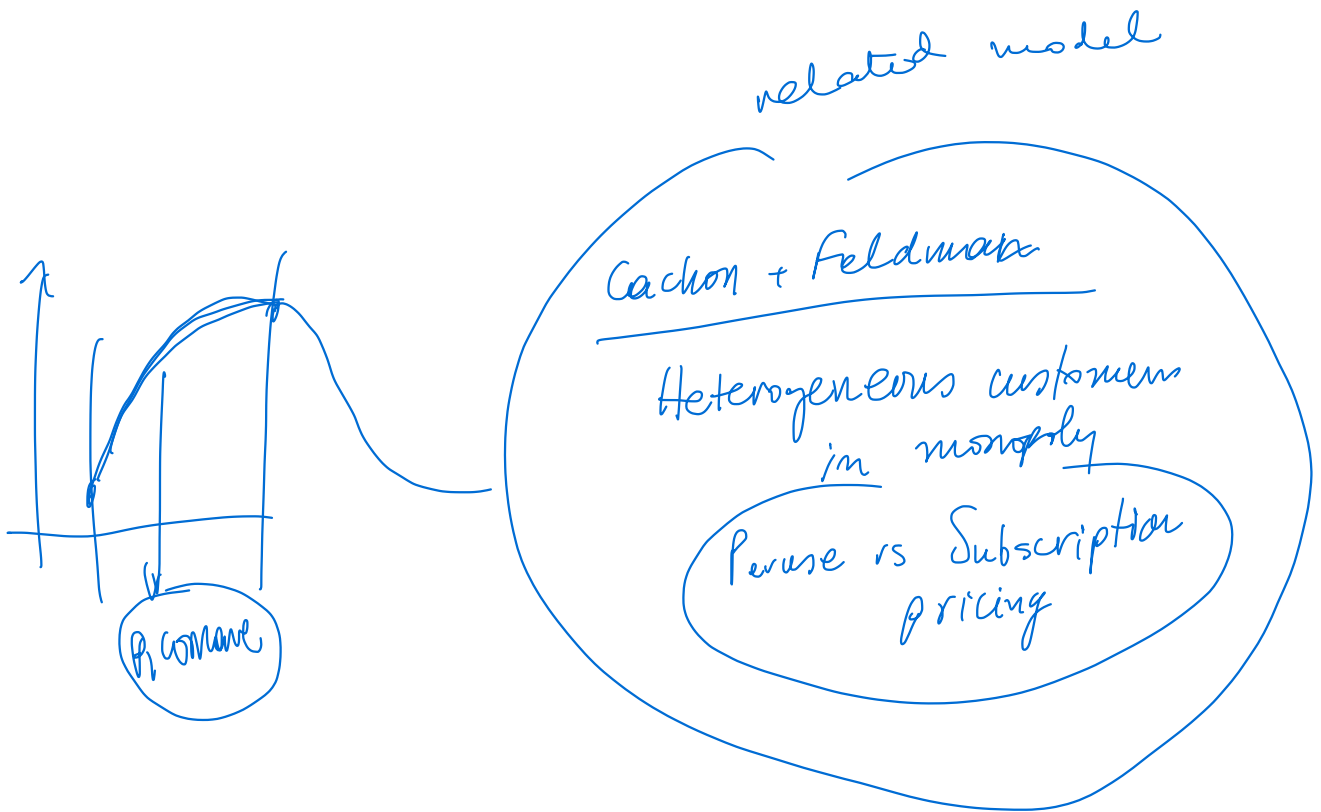 related model
Cachon + Feldman
Heterogeneous customers
in monopoly
Peruse vs Subscription
pricing
concave